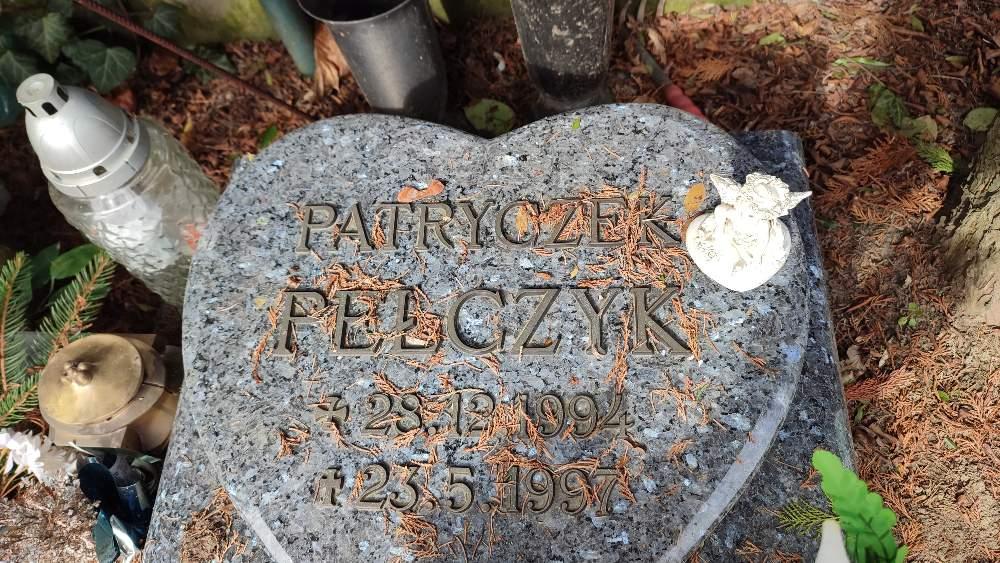 PATRYCZEK
PEŁCZYK
* 28.12.1994
† 23.5.1997